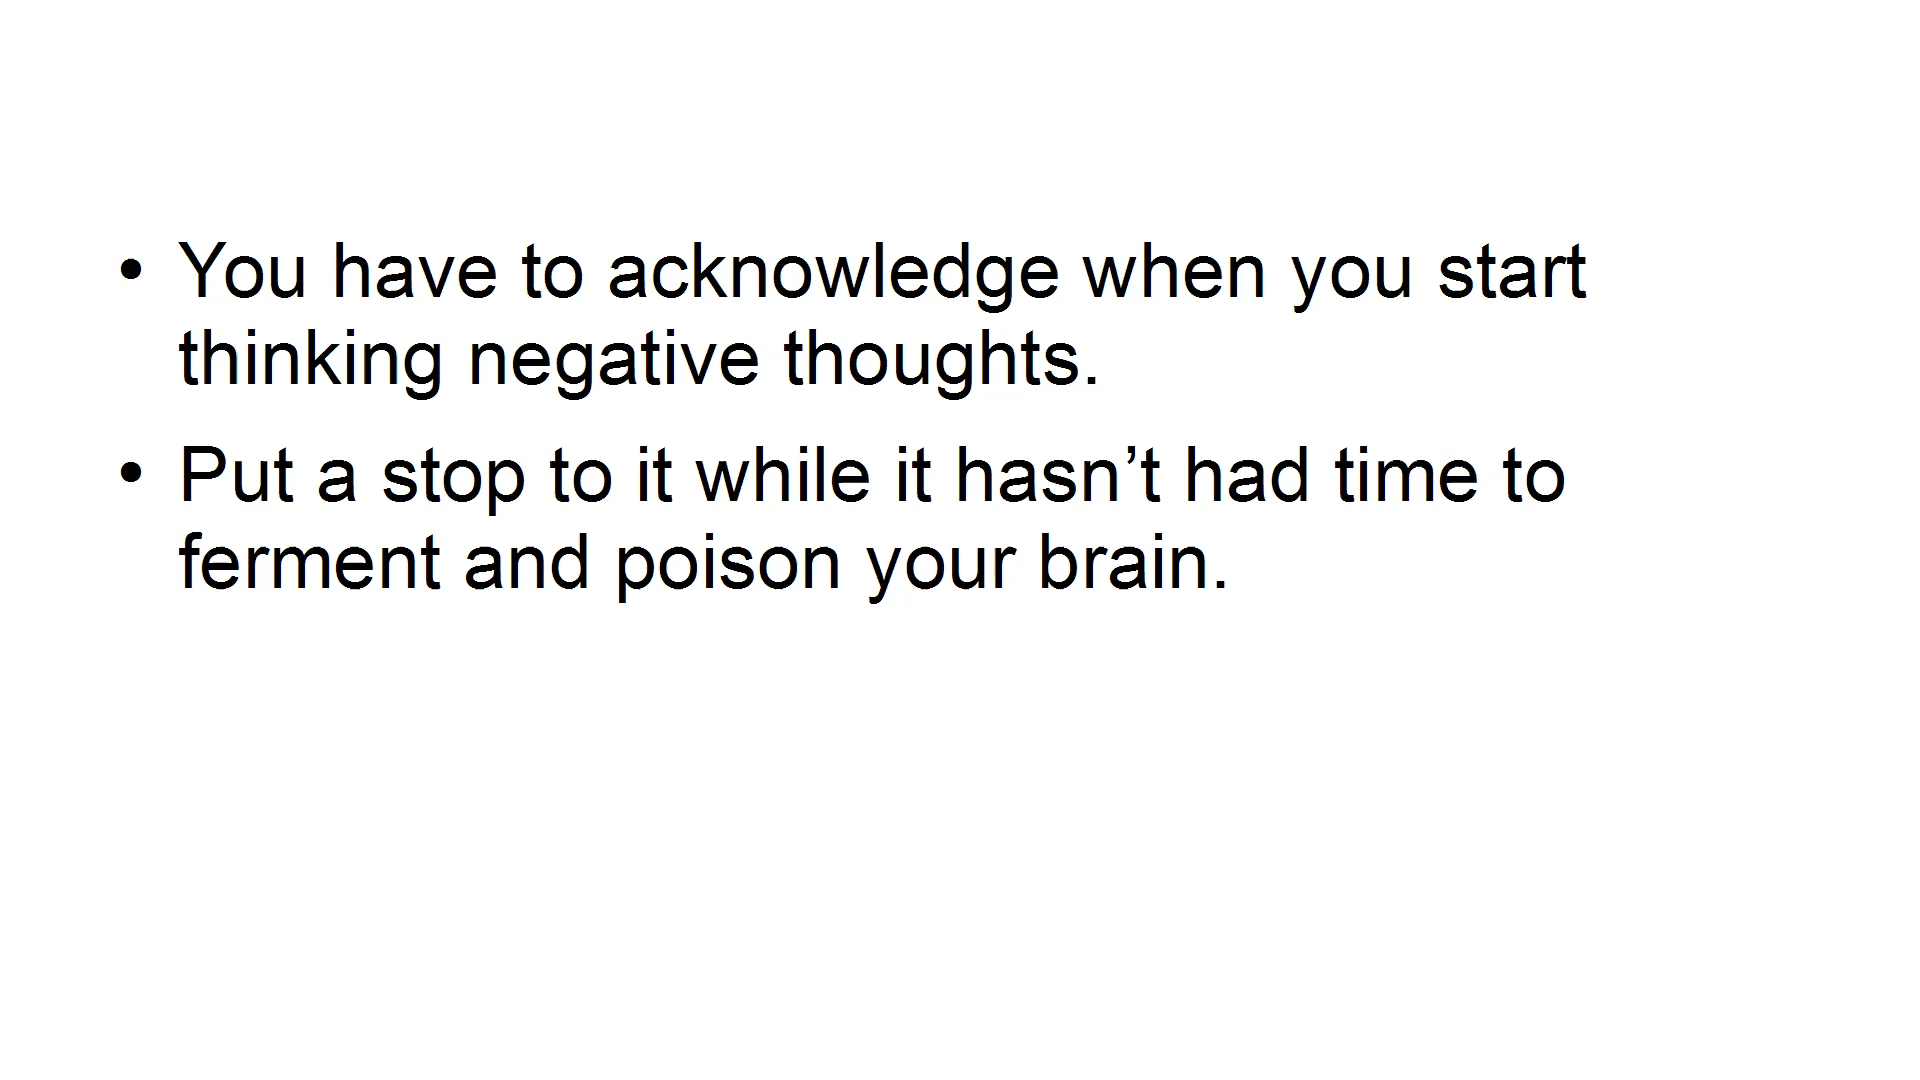 • You have to acknowledge when you start
thinking negative thoughts.
• Put a stop to it while it hasn’t had time to
ferment and poison your brain.